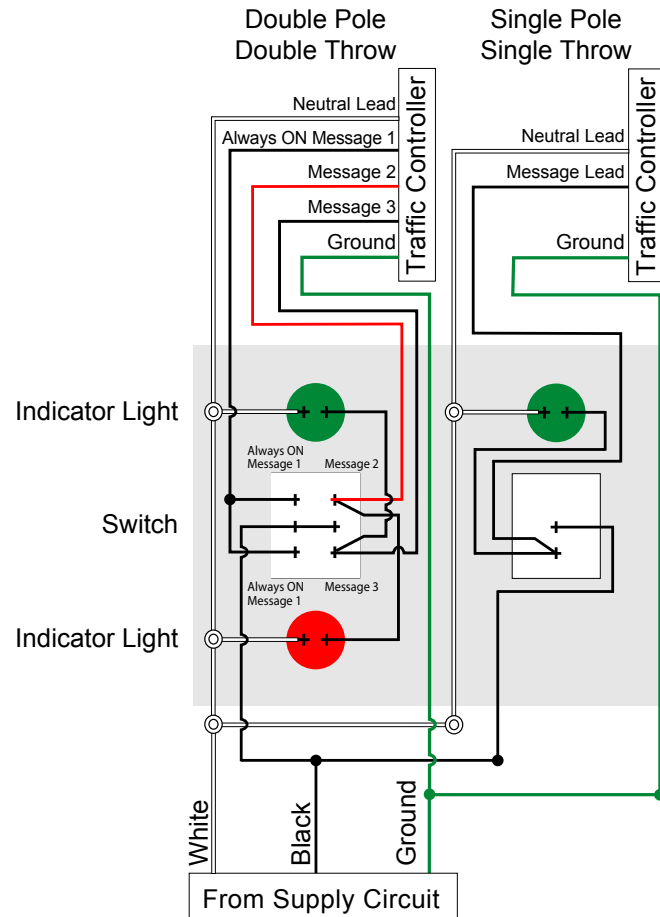 Double Pole
Double Throw
Single Pole
Single Throw
Neutral Lead
Always ON Message 1
Message 2
Message 3
Ground
Traffic Controller
Neutral Lead
Message Lead
Ground
Traffic Controller
Indicator Light
Always ON
Message 1
Message 2
Switch
Always ON
Message 1
Message 3
Indicator Light
White
Black
Ground
From Supply Circuit